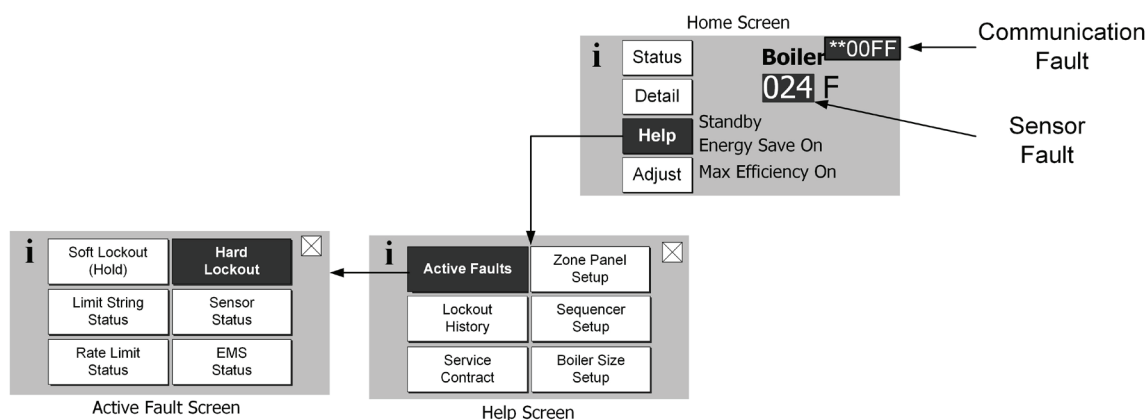 Home Screen
i
Status
Boiler
**00FF
Communication
Fault
Detail
024 F
Help
Standby
Energy Save On
Sensor
Fault
Adjust
Max Efficiency On
i
Soft Lockout
(Hold)
Hard
Lockout
Limit String
Status
Sensor
Status
Rate Limit
Status
EMS
Status
Active Fault Screen
i
Active Faults
Zone Panel
Setup
Lockout
History
Sequencer
Setup
Service
Contract
Boiler Size
Setup
Help Screen